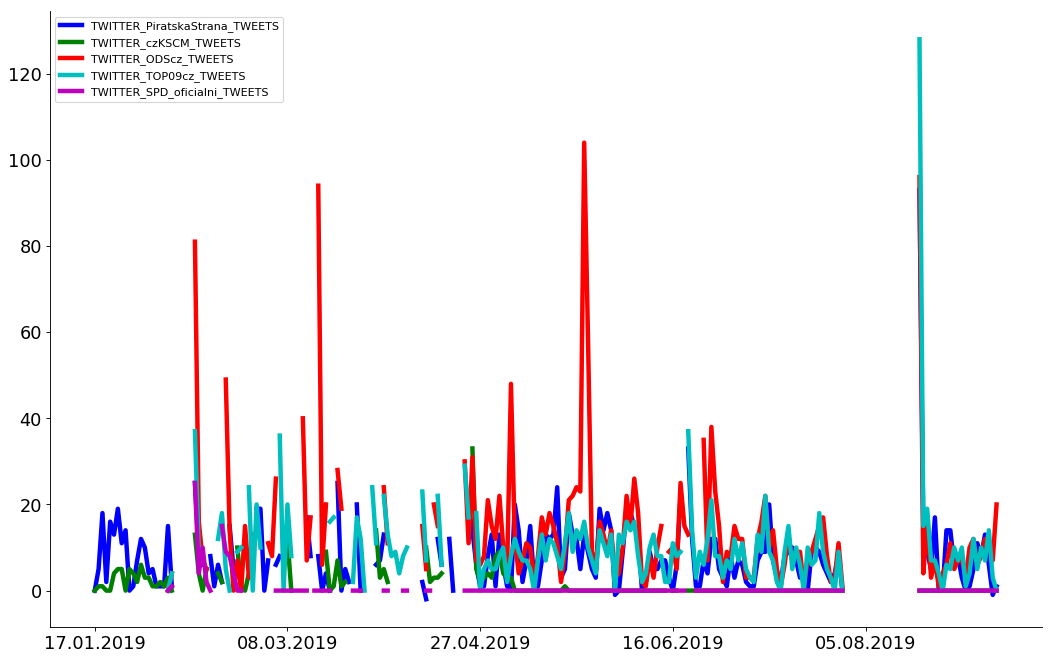 TWITTER_PiratskaStrana_TWEETS
TWITTER_czKSCM_TWEETS
TWITTER_ODScz_TWEETS
TWITTER_TOP09cz_TWEETS
TWITTER_SPD_oficialni_TWEETS
120
100
80
60
40
20
0
17.01.2019 08.03.2019 27.04.2019 16.06.2019 05.08.2019